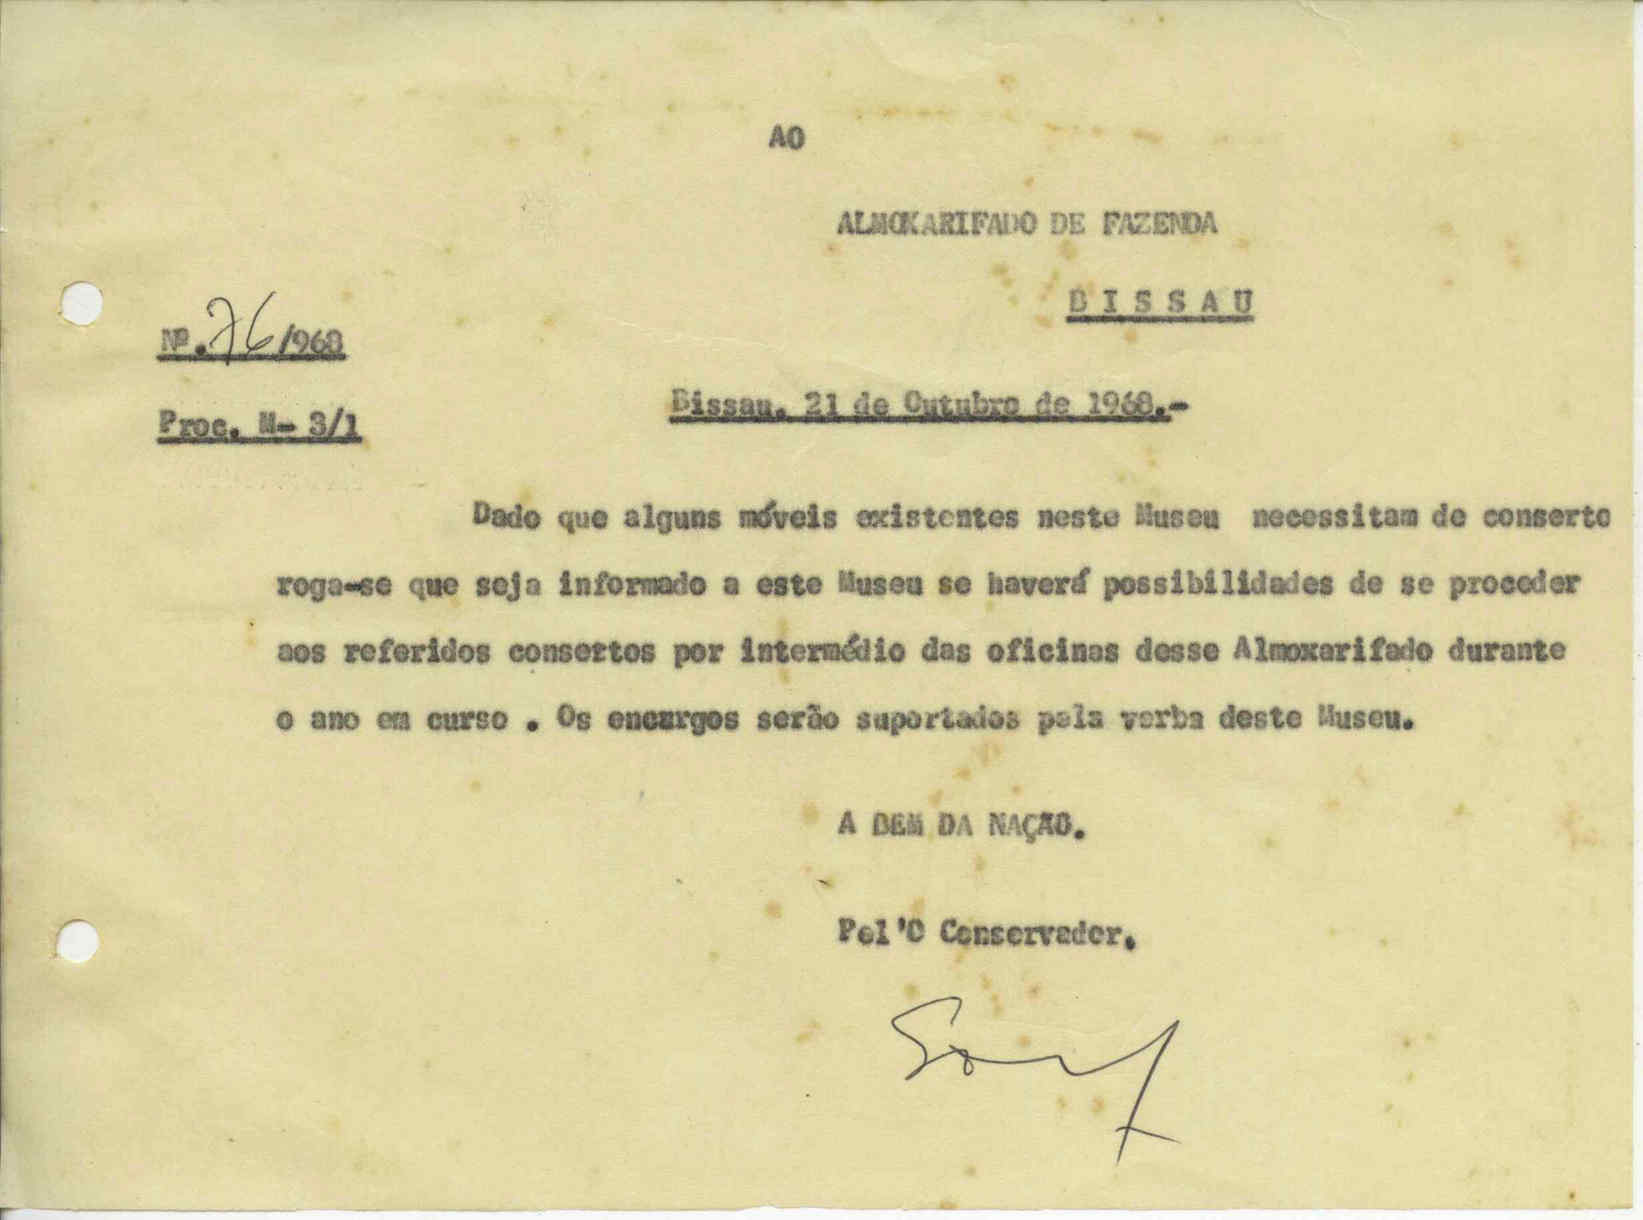 AO
ALMOXARIFADO DE FAZENDA
BISSAU
Nº.76/968
Proc. M- 3/1
Bissau, 21 de Outubro de 1968.-
Dado que alguns móveis existentes neste Museu necessitam de conserto
roga-se que seja informado a este Museu se haverá possibilidades de se proceder
aos referidos consertos por intermédio das oficinas desse Almoxarifado durante
o ano em curso . Os encargos serão suportados pela verba deste Museu.
A BEM DA NAÇÃO.
Pel'O Conservador,